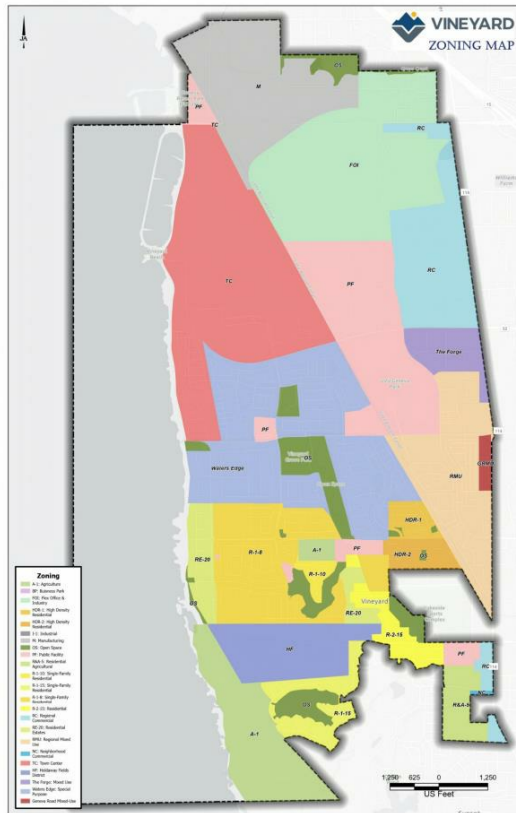 VINEYARD
ZONING MAP
OS
M
PF
TC
RC
FOI
TC
PF
RC
The Forge
PF
OS
Waters Edge
RMU
GRMU
HDR-1
RE-20
R-1-8
A-1
PF
HDR-2
OS
R-1-10
Vineyard
RE-20
OS
R-2-15
HF
PF
RC
NC
R&A-5
OS
R-1-15
A-1
Zoning
A-1: Agriculture
BP: Business Park
FOI: Flex Office &
Industry
HDR-1: High Density
Residential
HDR-2: High Density
Residential
I-1: Industrial
M: Manufacturing
OS: Open Space
PF: Public Facility
R&A-5: Residential
Agricultural
R-1-10: Single-Family
Residential
R-1-15: Single-Family
Residential
R-1-8: Single-Family
Residential
R-2-15: Residential
RC: Regional
Commercial
RE-20: Residential
Estates
RMU: Regional Mixed
Use
NC: Neighborhood
Commercial
TC: Town Center
HF: Holdaway Fields
District
The Forge: Mixed Use
Waters Edge: Special
Purpose
Geneva Road Mixed Use
1,250 625 0 1,250
US Feet